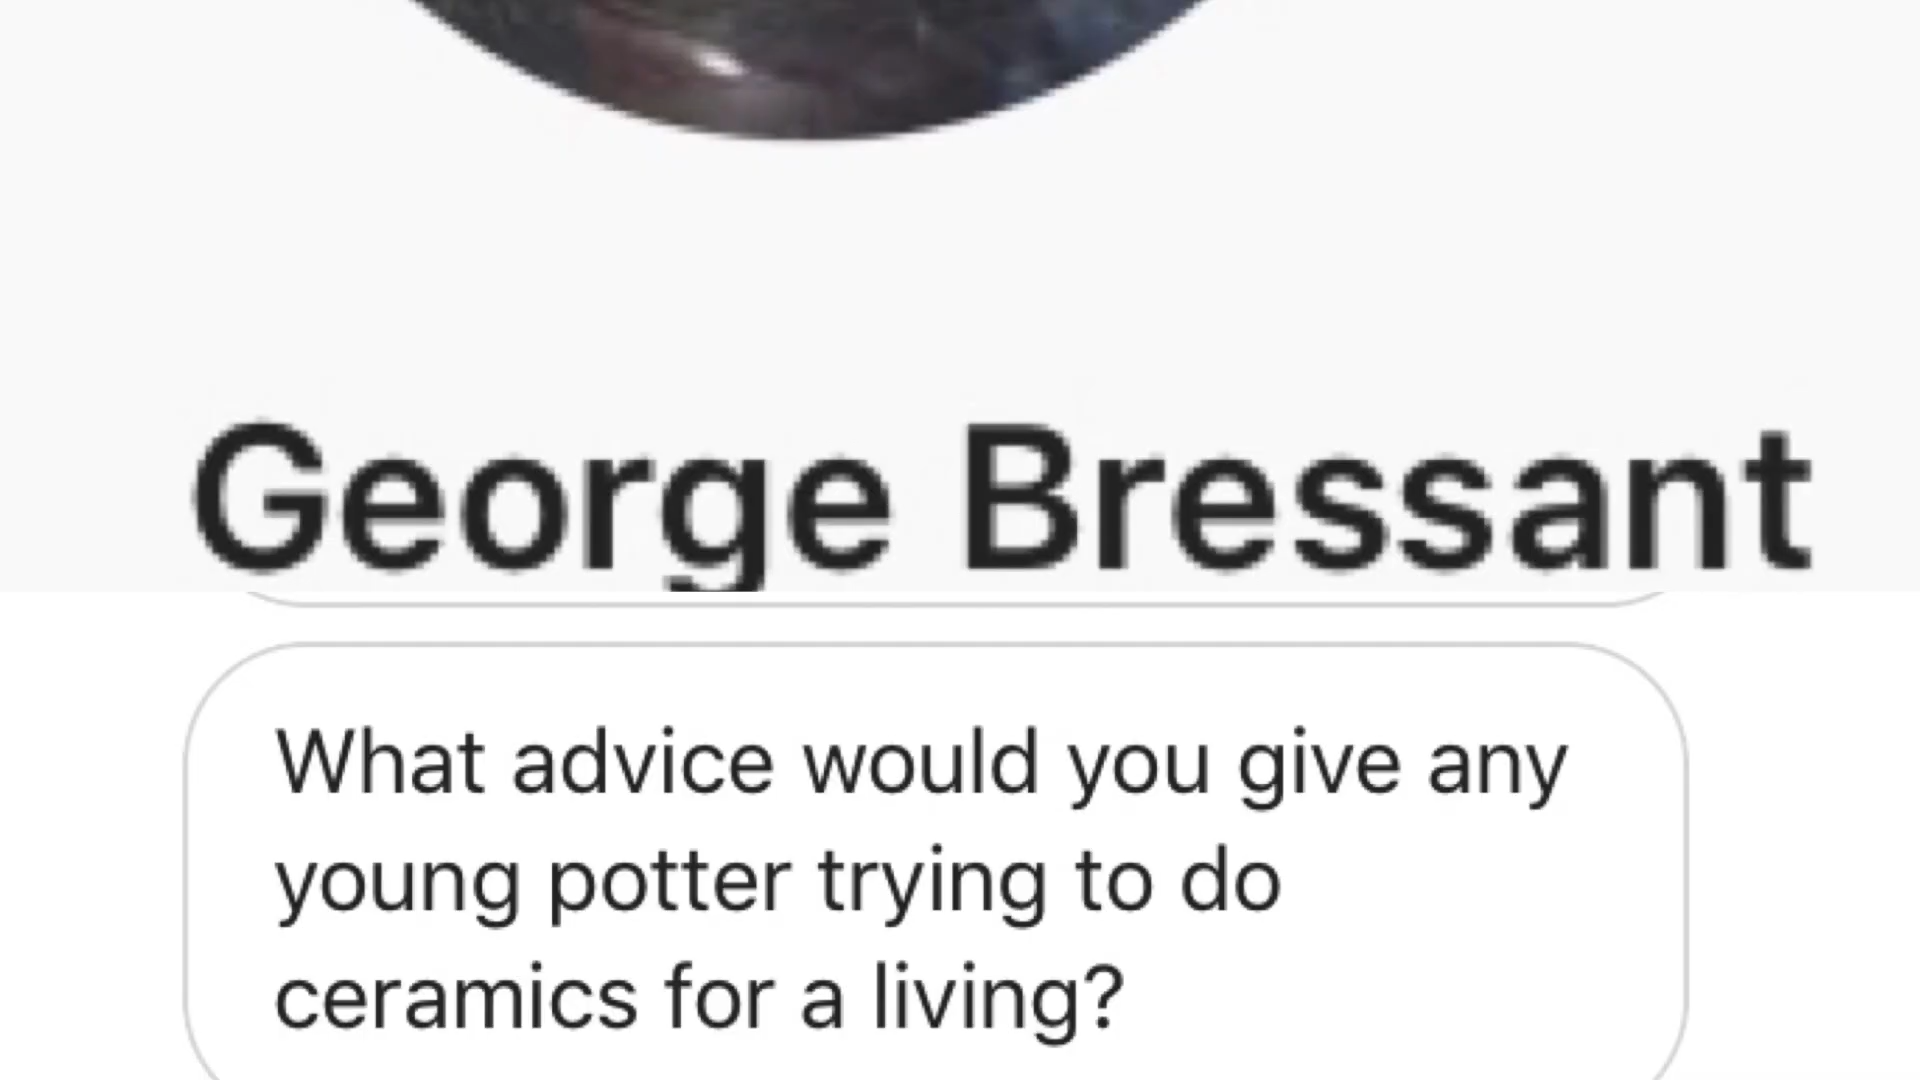 George Bressant
What advice would you give any
young potter trying to do
ceramics for a living?